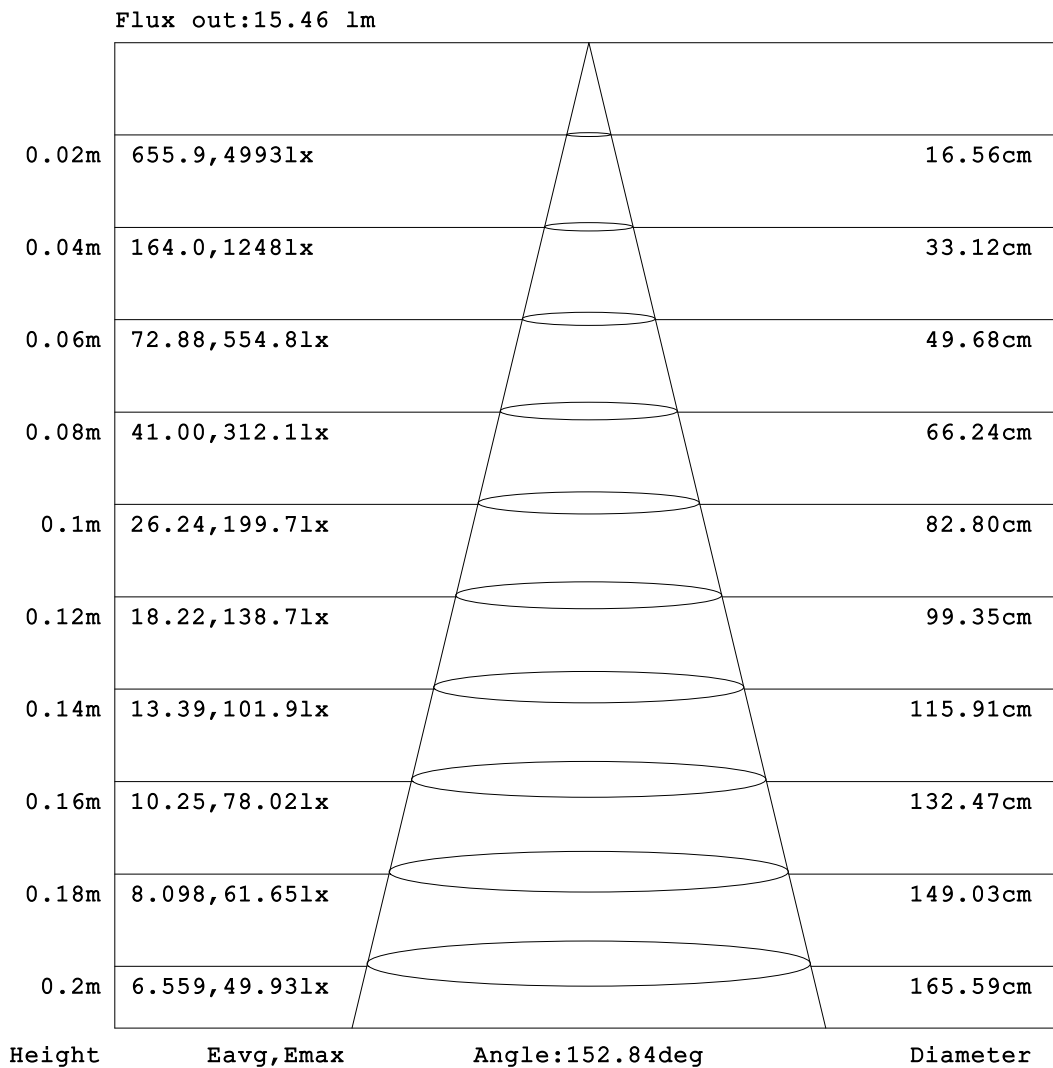 Flux out:15.46 lm
0.02m 655.9,4993lx 16.56cm
0.04m 164.0,1248lx 33.12cm
0.06m 72.88,554.8lx 49.68cm
0.08m 41.00,312.1lx 66.24cm
0.1m 26.24,199.7lx 82.80cm
0.12m 18.22,138.7lx 99.35cm
0.14m 13.39,101.9lx 115.91cm
0.16m 10.25,78.02lx 132.47cm
0.18m 8.098,61.65lx 149.03cm
0.2m 6.559,49.93lx 165.59cm
Height Eavg,Emax Angle:152.84deg Diameter